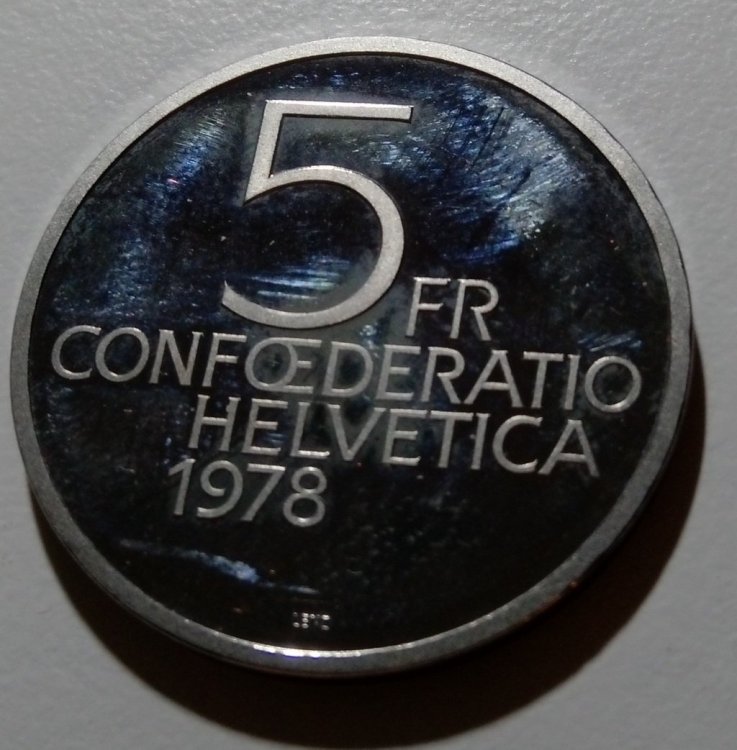 5 FR
CONFŒDERATIO
HELVETICA
1978